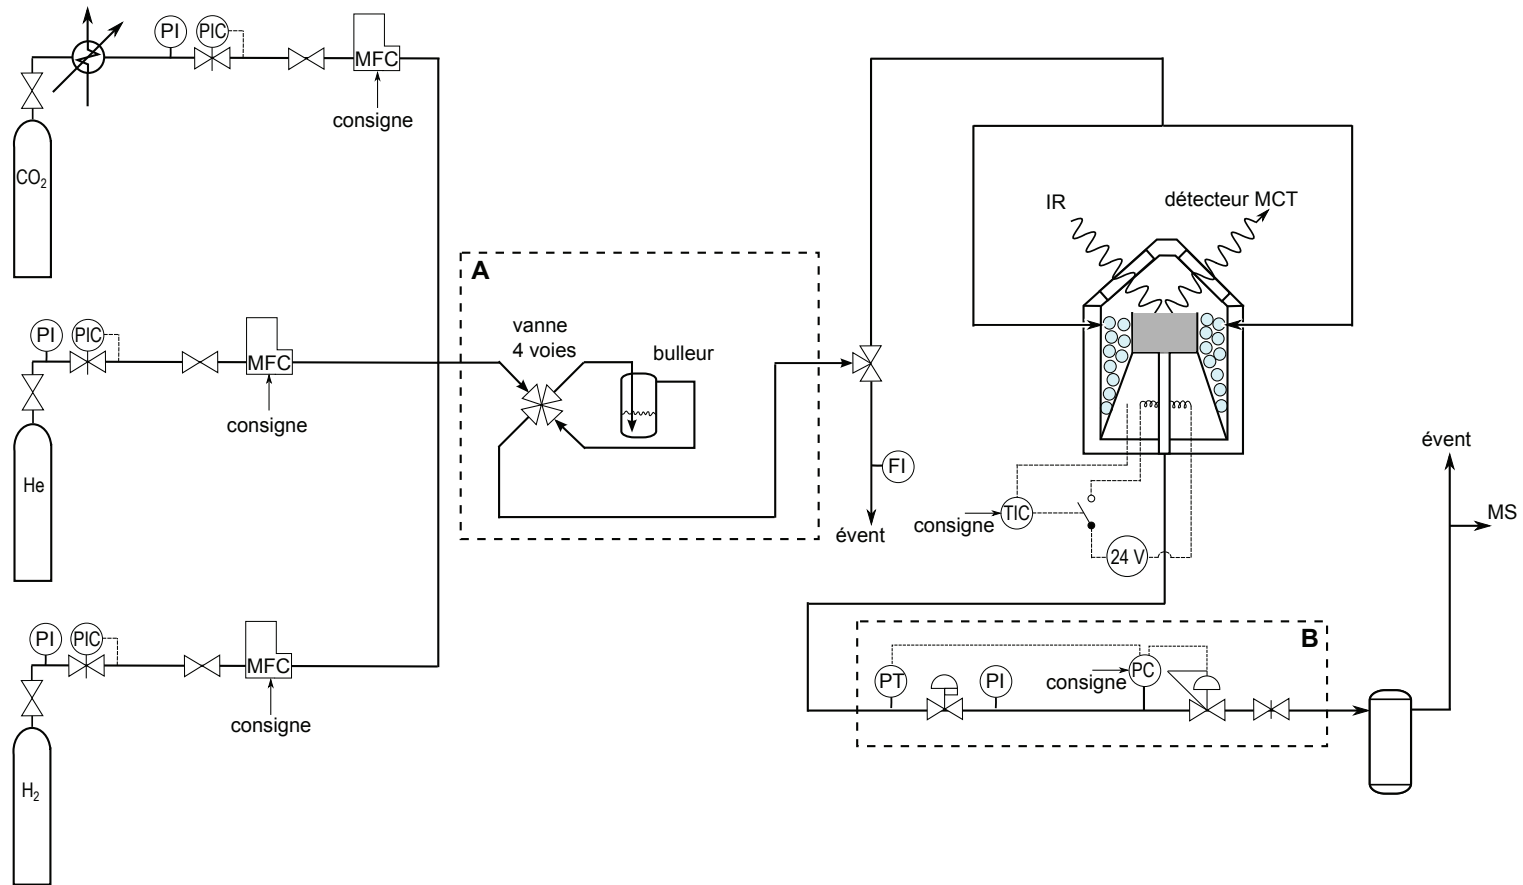 PI
PIC
MFC
consigne
CO₂
IR
détecteur MCT
A
vanne
4 voies
bulleur
PI
PIC
MFC
consigne
He
FI
évent
consigne
TIC
24 V
évent
MS
PI
PIC
MFC
consigne
H₂
B
PT
PI
consigne
PC